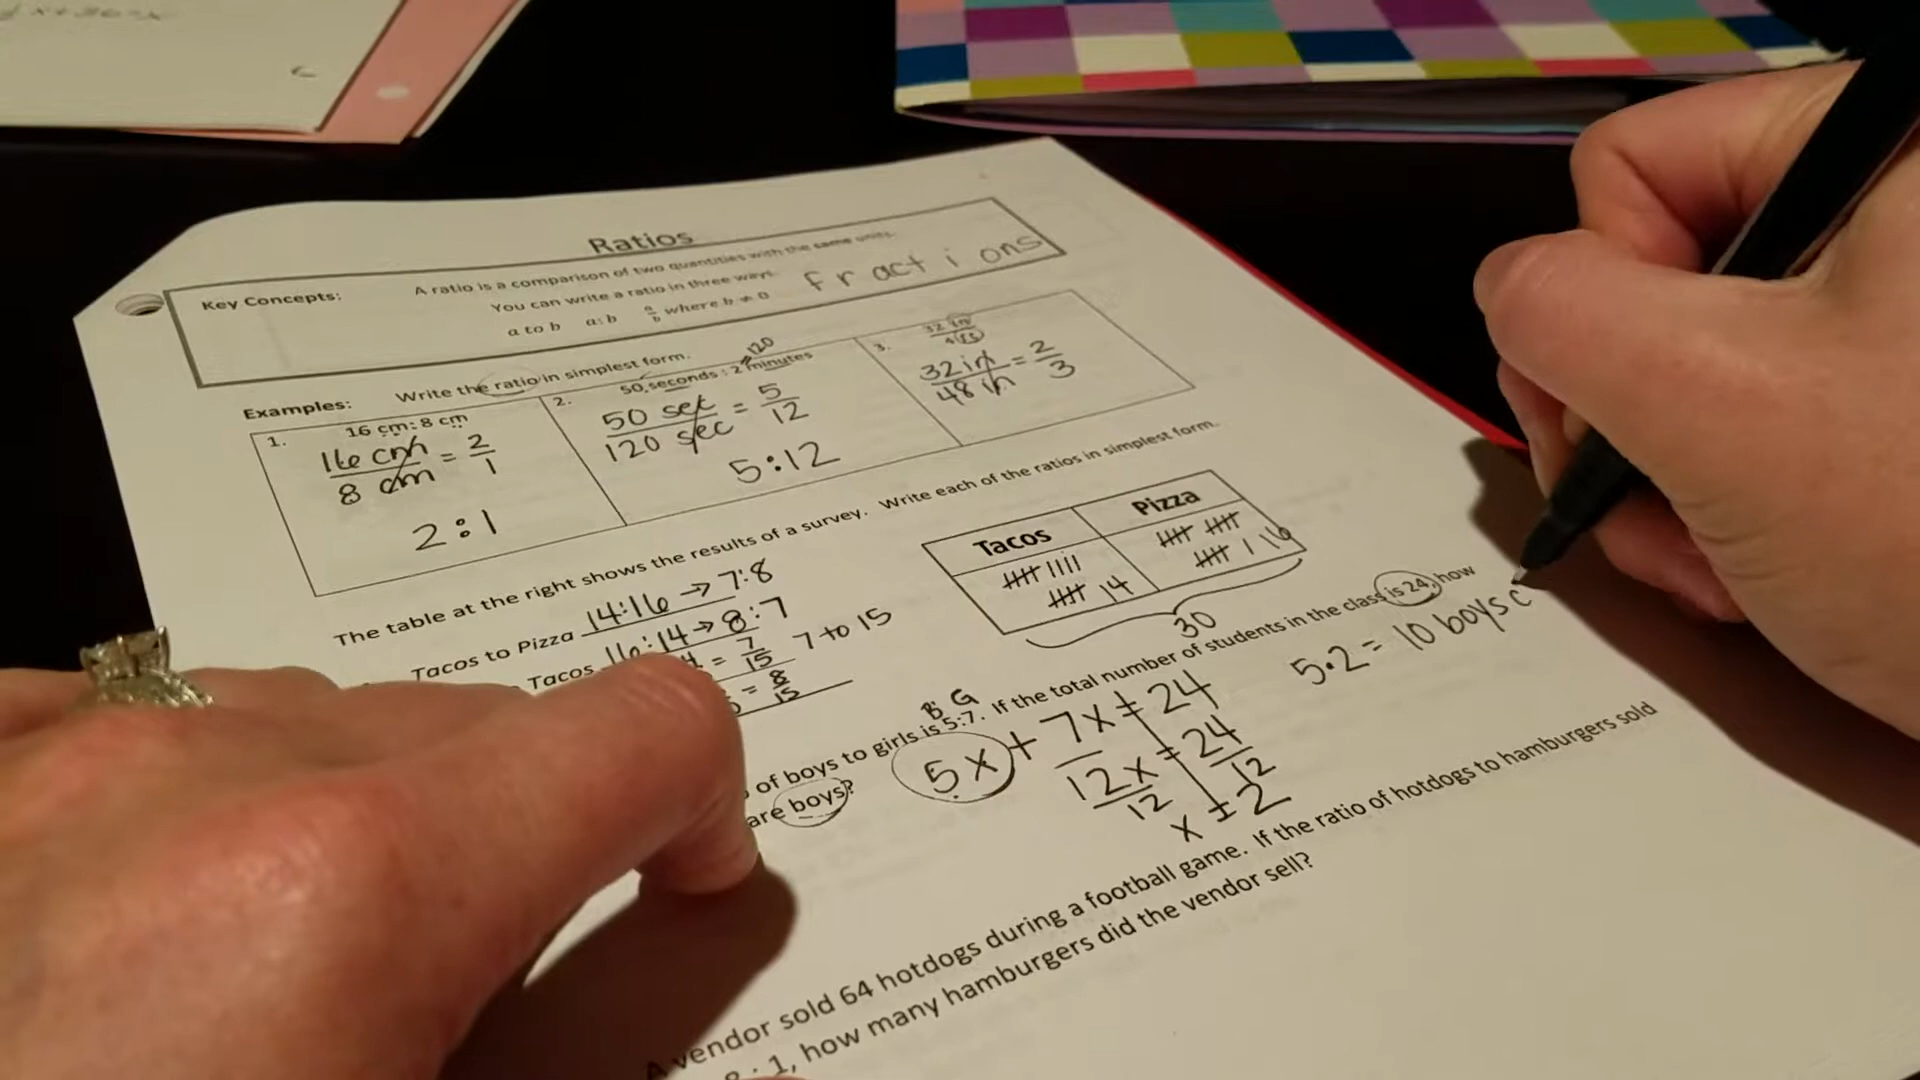 Ratios
Key Concepts: A ratio is a comparison of two quantities with the same units.
You can write a ratio in three ways
a to b a:b a/b where b ≠ 0 fractions
Examples: Write the ratio in simplest form.
1. 16 cm: 8 cm
16 cm / 8 cm = 2/1
2:1
2. 50 seconds : 2 minutes 120
50 sec / 120 sec = 5/12
5:12
3. 32 in
32 in / 48 in = 2/3
The table at the right shows the results of a survey. Write each of the ratios in simplest form.
Tacos Pizza
14 16
30
Tacos to Pizza 14:16 → 7:8
Tacos 16:14 → 8:7
= 7/15 7 to 15
= 8/15
of boys to girls is 5:7. If the total number of students in the class is 24, how
are boys?
B G
5x + 7x = 24
12x = 24
12 12
x = 2
5·2 = 10 boys c
A vendor sold 64 hotdogs during a football game. If the ratio of hotdogs to hamburgers sold
8 : 1, how many hamburgers did the vendor sell?